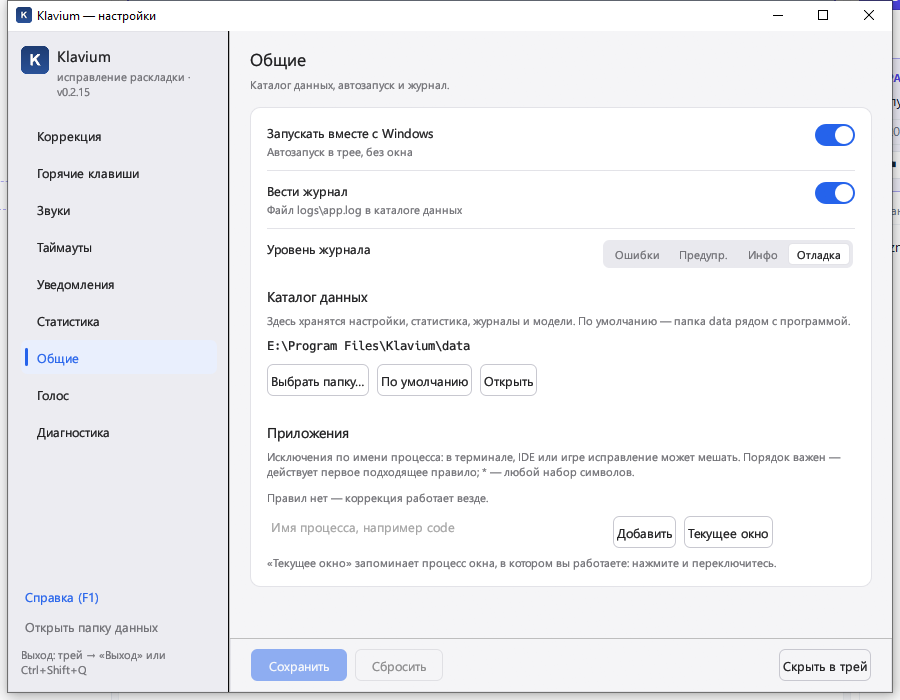 K Klavium — настройки
K Klavium
исправление раскладки ·
v0.2.15
Коррекция
Горячие клавиши
Звуки
Таймауты
Уведомления
Статистика
Общие
Голос
Диагностика
Справка (F1)
Открыть папку данных
Выход: трей → «Выход» или
Ctrl+Shift+Q
Общие
Каталог данных, автозапуск и журнал.
Запускать вместе с Windows
Автозапуск в трее, без окна
Вести журнал
Файл logs\app.log в каталоге данных
Уровень журнала
Ошибки Предупр. Инфо Отладка
Каталог данных
Здесь хранятся настройки, статистика, журналы и модели. По умолчанию — папка data рядом с программой.
E:\Program Files\Klavium\data
Выбрать папку... По умолчанию Открыть
Приложения
Исключения по имени процесса: в терминале, IDE или игре исправление может мешать. Порядок важен —
действует первое подходящее правило; * — любой набор символов.
Правил нет — коррекция работает везде.
Имя процесса, например code Добавить Текущее окно
«Текущее окно» запоминает процесс окна, в котором вы работаете: нажмите и переключитесь.
Сохранить Сбросить Скрыть в трей